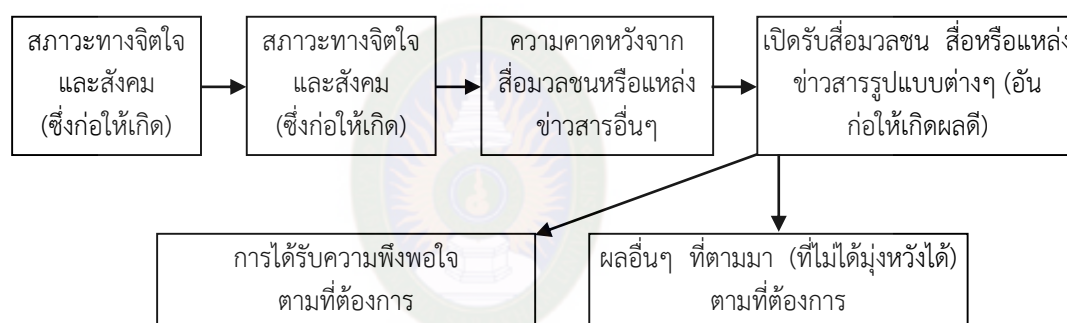 สภาวะทางจิตใจ
และสังคม
(ซึ่งก่อให้เกิด)
สภาวะทางจิตใจ
และสังคม
(ซึ่งก่อให้เกิด)
ความคาดหวังจาก
สื่อมวลชนหรือแหล่ง
ข่าวสารอื่นๆ
เปิดรับสื่อมวลชน สื่อหรือแหล่ง
ข่าวสารรูปแบบต่างๆ (อัน
ก่อให้เกิดผลดี)
การได้รับความพึงพอใจ
ตามที่ต้องการ
ผลอื่นๆ ที่ตามมา (ที่ไม่ได้มุ่งหวังได้)
ตามที่ต้องการ